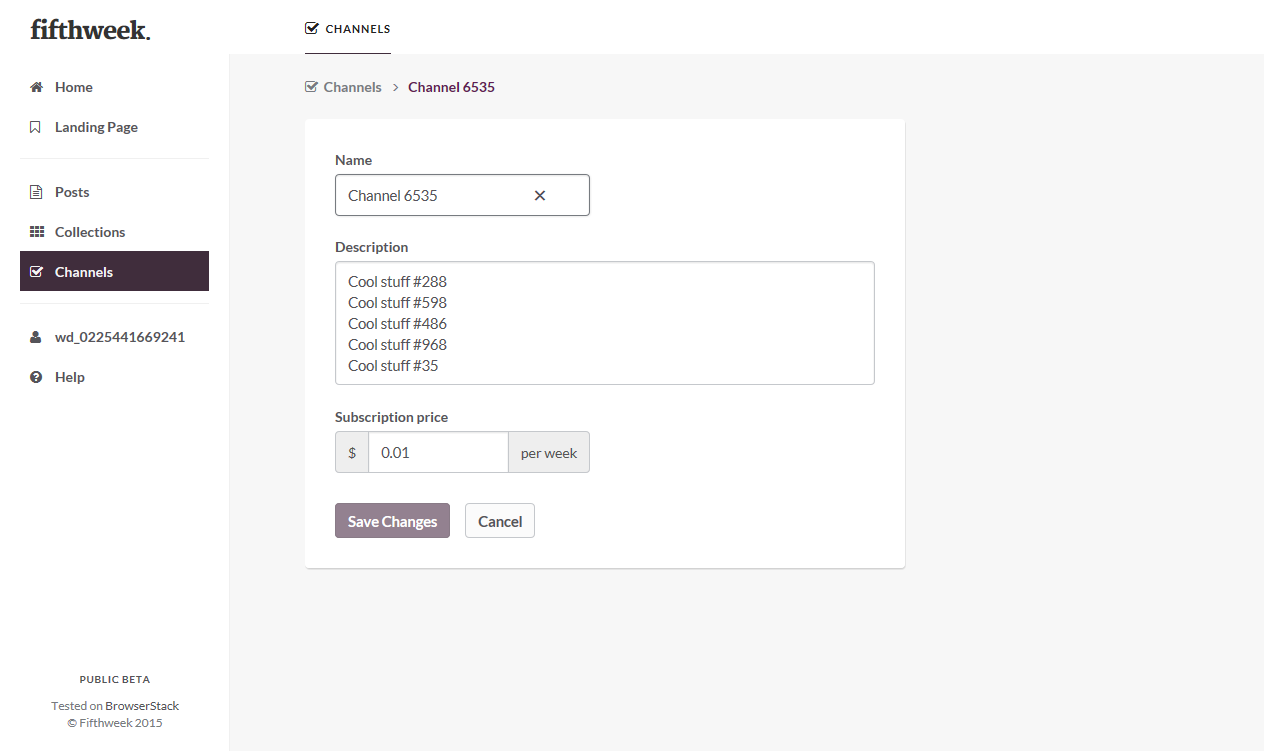 fifthweek.
CHANNELS
Home
Landing Page
Posts
Collections
Channels
wd_0225441669241
Help
Channels > Channel 6535
Name
Channel 6535 ✕
Description
Cool stuff #288
Cool stuff #598
Cool stuff #486
Cool stuff #968
Cool stuff #35
Subscription price
$ 0.01 per week
Save Changes Cancel
PUBLIC BETA
Tested on BrowserStack
© Fifthweek 2015